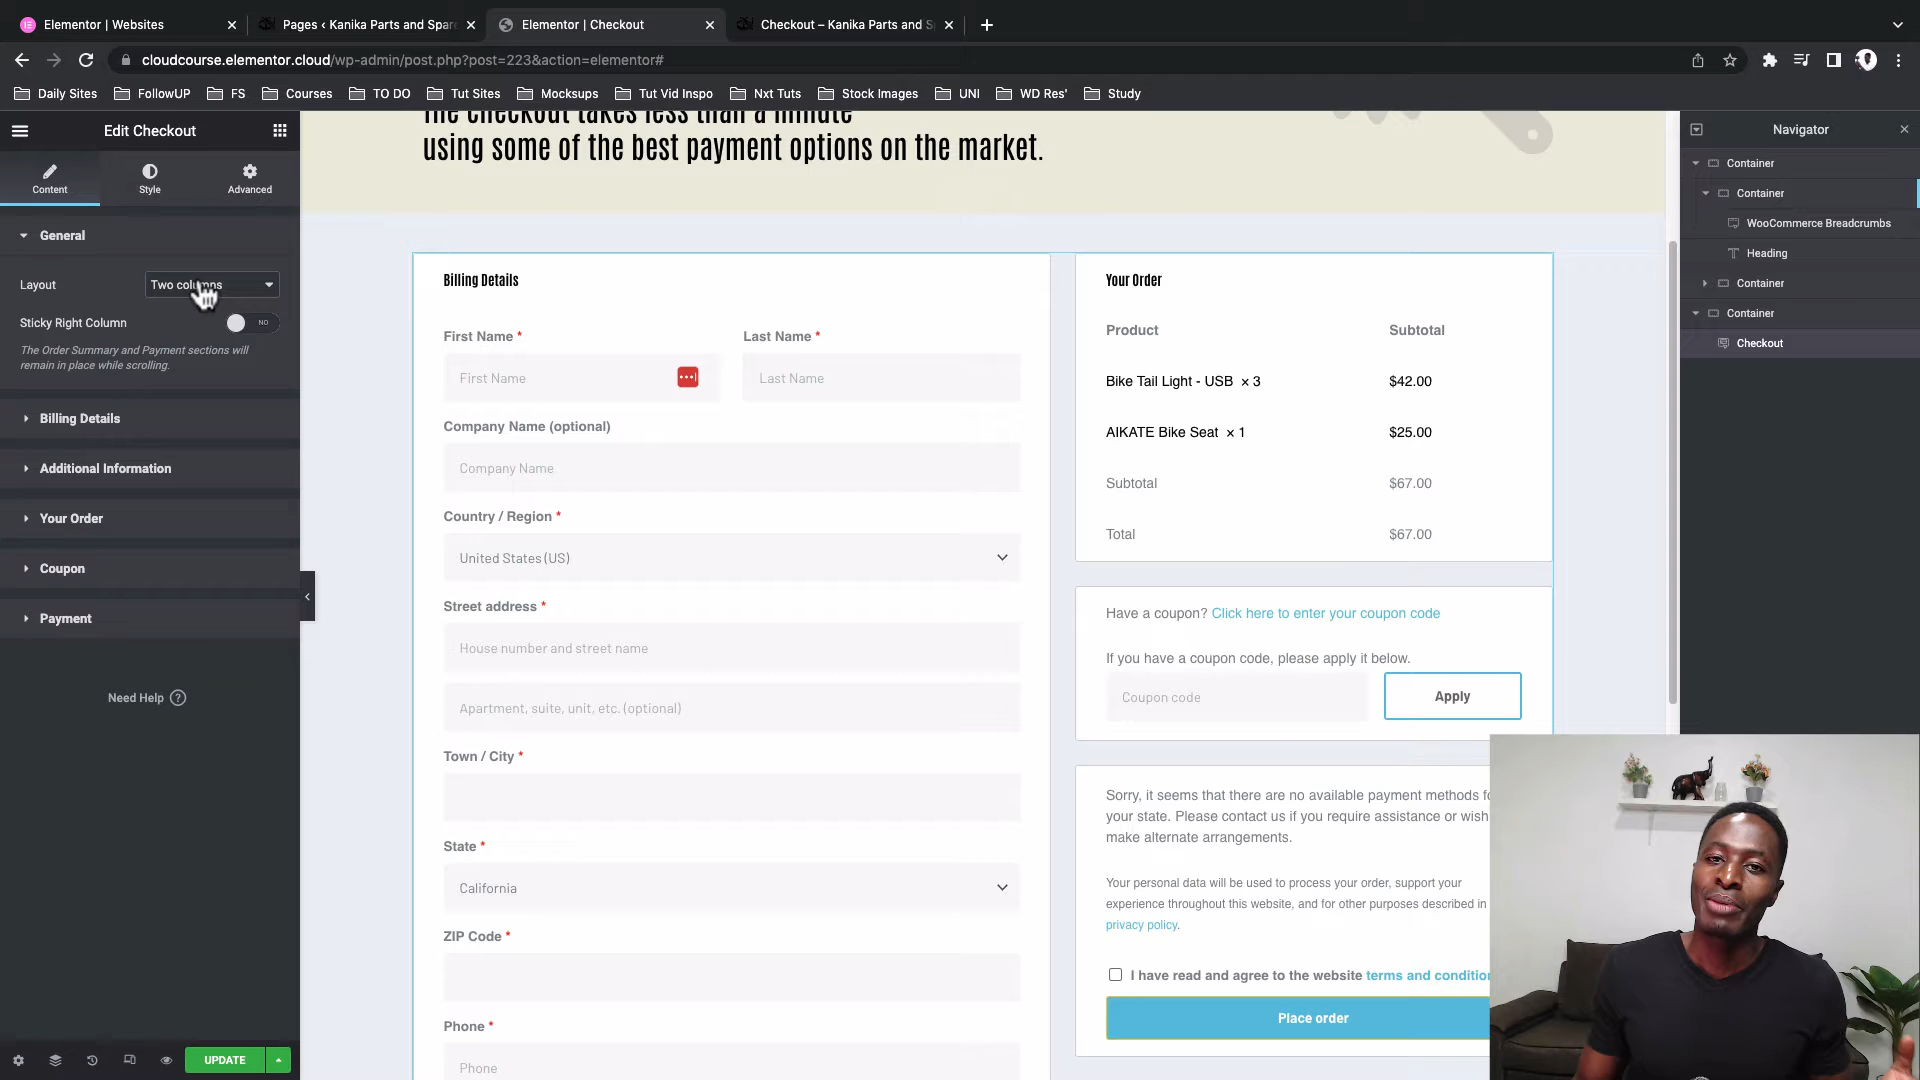 Elementor | Websites
Pages ‹ Kanika Parts and Spar
Elementor | Checkout
Checkout – Kanika Parts and S
cloudcourse.elementor.cloud/wp-admin/post.php?post=223&action=elementor#
Daily Sites
FollowUP
FS
Courses
TO DO
Tut Sites
Mocksups
Tut Vid Inspo
Nxt Tuts
Stock Images
UNI
WD Res'
Study
Edit Checkout
Content
Style
Advanced
General
Layout
Two columns
Sticky Right Column
NO
The Order Summary and Payment sections will
remain in place while scrolling.
Billing Details
Additional Information
Your Order
Coupon
Payment
Need Help
UPDATE
The checkout takes less than a minute
using some of the best payment options on the market.
Billing Details
First Name *
Last Name *
First Name
Last Name
Company Name (optional)
Company Name
Country / Region *
United States (US)
Street address *
House number and street name
Apartment, suite, unit, etc. (optional)
Town / City *
State *
California
ZIP Code *
Phone *
Phone
Your Order
Product Subtotal
Bike Tail Light - USB × 3 $42.00
AIKATE Bike Seat × 1 $25.00
Subtotal $67.00
Total $67.00
Have a coupon? Click here to enter your coupon code
If you have a coupon code, please apply it below.
Coupon code
Apply
Sorry, it seems that there are no available payment methods fo
your state. Please contact us if you require assistance or wish
make alternate arrangements.
Your personal data will be used to process your order, support your
experience throughout this website, and for other purposes described in
privacy policy.
I have read and agree to the website terms and condition
Place order
Navigator
Container
Container
WooCommerce Breadcrumbs
Heading
Container
Container
Checkout